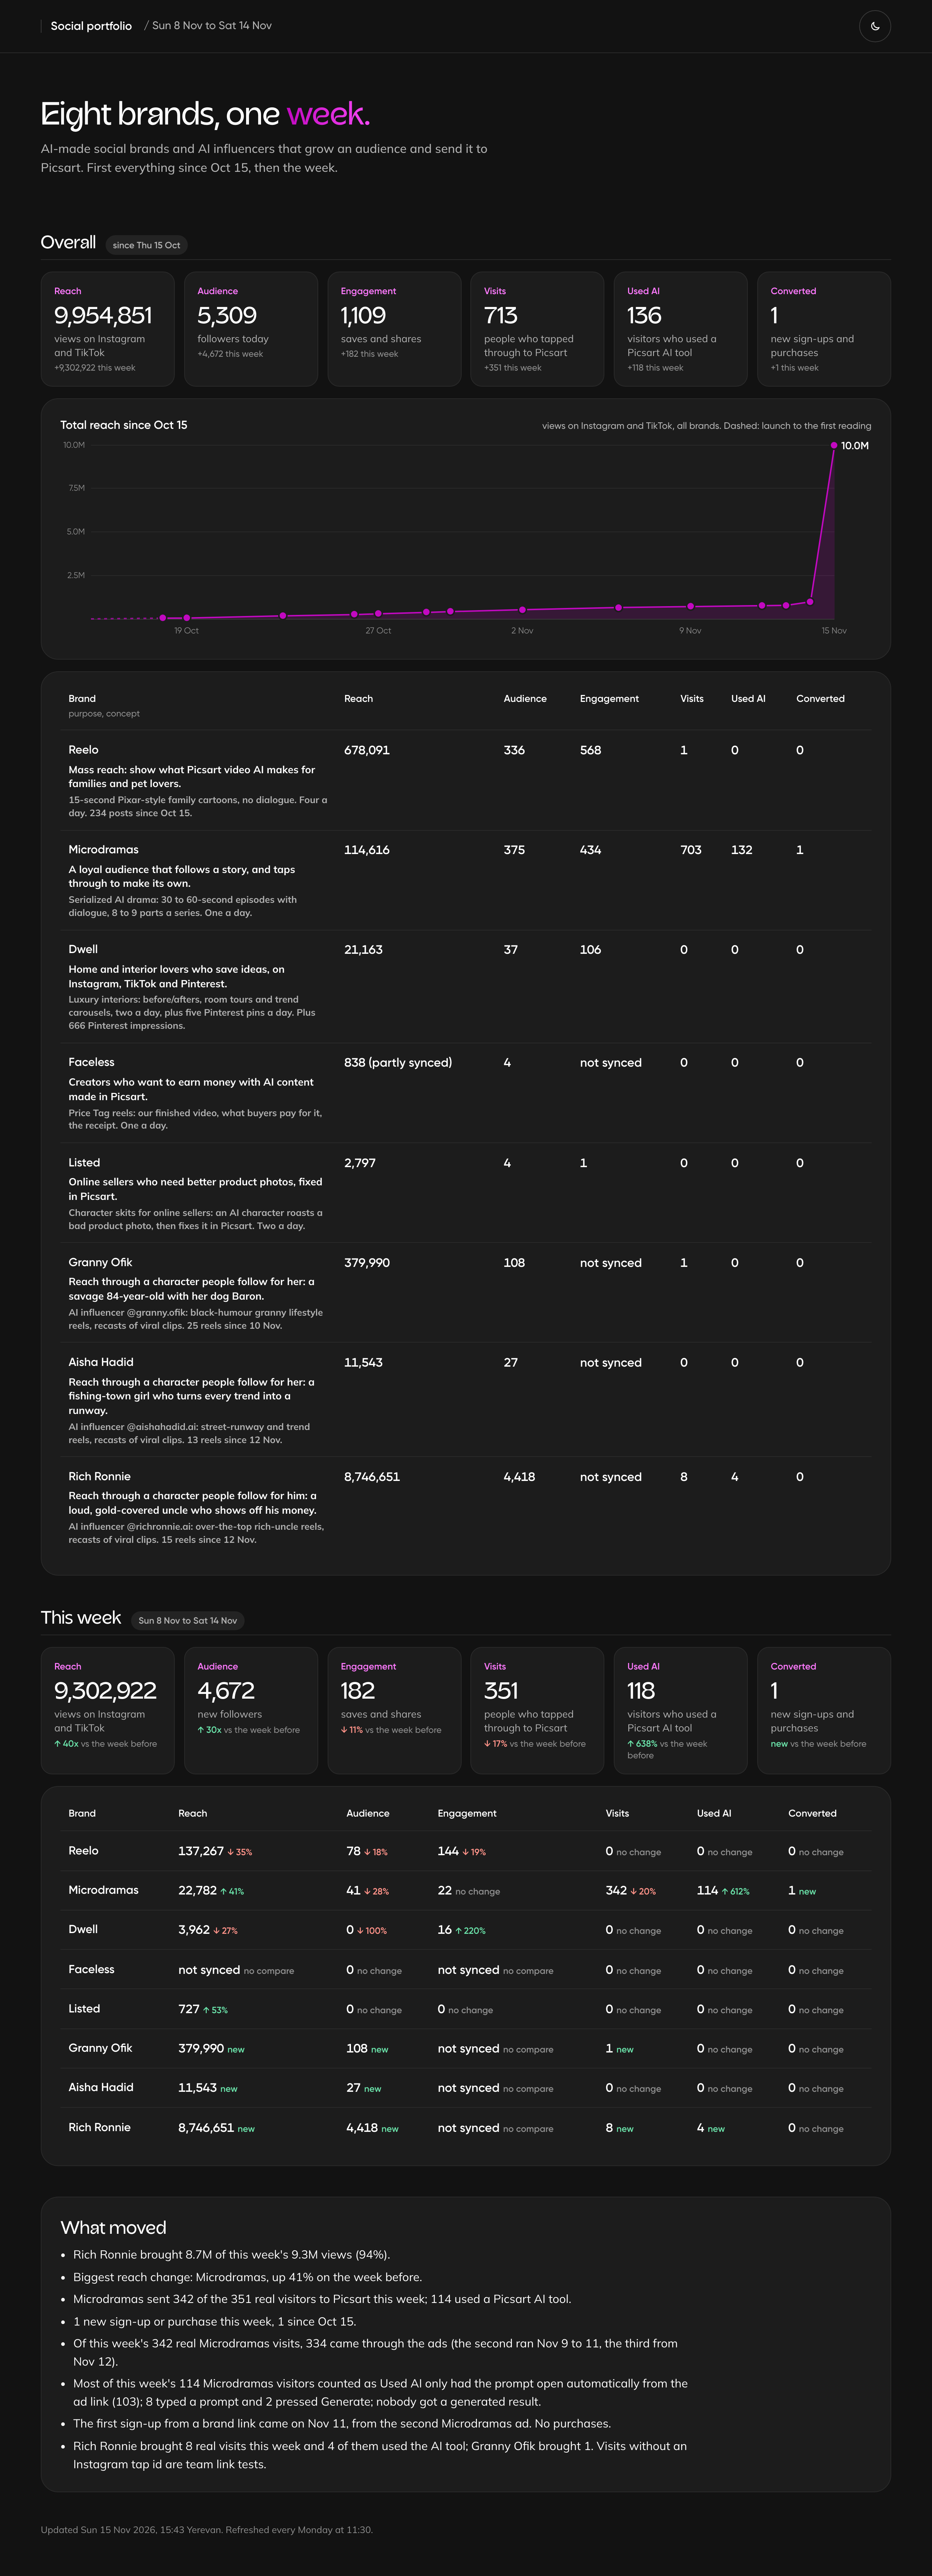 Social portfolio / Sun 8 Nov to Sat 14 Nov
Eight brands, one week.
AI-made social brands and AI influencers that grow an audience and send it to
Picsart. First everything since Oct 15, then the week.
Overall since Thu 15 Oct
Reach
9,954,851
views on Instagram
and TikTok
+9,302,922 this week
Audience
5,309
followers today
+4,672 this week
Engagement
1,109
saves and shares
+182 this week
Visits
713
people who tapped
through to Picsart
+351 this week
Used AI
136
visitors who used a
Picsart AI tool
+118 this week
Converted
1
new sign-ups and
purchases
+1 this week
Total reach since Oct 15
views on Instagram and TikTok, all brands. Dashed: launch to the first reading
10.0M
10.0M
7.5M
5.0M
2.5M
19 Oct 27 Oct 2 Nov 9 Nov 15 Nov
Brand Reach Audience Engagement Visits Used AI Converted
purpose, concept
Reelo 678,091 336 568 1 0 0
Mass reach: show what Picsart video AI makes for
families and pet lovers.
15-second Pixar-style family cartoons, no dialogue. Four a
day. 234 posts since Oct 15.
Microdramas 114,616 375 434 703 132 1
A loyal audience that follows a story, and taps
through to make its own.
Serialized AI drama: 30 to 60-second episodes with
dialogue, 8 to 9 parts a series. One a day.
Dwell 21,163 37 106 0 0 0
Home and interior lovers who save ideas, on
Instagram, TikTok and Pinterest.
Luxury interiors: before/afters, room tours and trend
carousels, two a day, plus five Pinterest pins a day. Plus
666 Pinterest impressions.
Faceless 838 (partly synced) 4 not synced 0 0 0
Creators who want to earn money with AI content
made in Picsart.
Price Tag reels: our finished video, what buyers pay for it,
the receipt. One a day.
Listed 2,797 4 1 0 0 0
Online sellers who need better product photos, fixed
in Picsart.
Character skits for online sellers: an AI character roasts a
bad product photo, then fixes it in Picsart. Two a day.
Granny Ofik 379,990 108 not synced 1 0 0
Reach through a character people follow for her: a
savage 84-year-old with her dog Baron.
AI influencer @granny.ofik: black-humour granny lifestyle
reels, recasts of viral clips. 25 reels since 10 Nov.
Aisha Hadid 11,543 27 not synced 0 0 0
Reach through a character people follow for her: a
fishing-town girl who turns every trend into a
runway.
AI influencer @aishahadid.ai: street-runway and trend
reels, recasts of viral clips. 13 reels since 12 Nov.
Rich Ronnie 8,746,651 4,418 not synced 8 4 0
Reach through a character people follow for him: a
loud, gold-covered uncle who shows off his money.
AI influencer @richronnie.ai: over-the-top rich-uncle reels,
recasts of viral clips. 15 reels since 12 Nov.
This week Sun 8 Nov to Sat 14 Nov
Reach
9,302,922
views on Instagram
and TikTok
↑ 40x vs the week before
Audience
4,672
new followers
↑ 30x vs the week before
Engagement
182
saves and shares
↓ 11% vs the week before
Visits
351
people who tapped
through to Picsart
↓ 17% vs the week before
Used AI
118
visitors who used a
Picsart AI tool
↑ 638% vs the week
before
Converted
1
new sign-ups and
purchases
new vs the week before
Brand Reach Audience Engagement Visits Used AI Converted
Reelo 137,267 ↓ 35% 78 ↓ 18% 144 ↓ 19% 0 no change 0 no change 0 no change
Microdramas 22,782 ↑ 41% 41 ↓ 28% 22 no change 342 ↓ 20% 114 ↑ 612% 1 new
Dwell 3,962 ↓ 27% 0 ↓ 100% 16 ↑ 220% 0 no change 0 no change 0 no change
Faceless not synced no compare 0 no change not synced no compare 0 no change 0 no change 0 no change
Listed 727 ↑ 53% 0 no change 0 no change 0 no change 0 no change 0 no change
Granny Ofik 379,990 new 108 new not synced no compare 1 new 0 no change 0 no change
Aisha Hadid 11,543 new 27 new not synced no compare 0 no change 0 no change 0 no change
Rich Ronnie 8,746,651 new 4,418 new not synced no compare 8 new 4 new 0 no change
What moved
• Rich Ronnie brought 8.7M of this week's 9.3M views (94%).
• Biggest reach change: Microdramas, up 41% on the week before.
• Microdramas sent 342 of the 351 real visitors to Picsart this week; 114 used a Picsart AI tool.
• 1 new sign-up or purchase this week, 1 since Oct 15.
• Of this week's 342 real Microdramas visits, 334 came through the ads (the second ran Nov 9 to 11, the third from
Nov 12).
• Most of this week's 114 Microdramas visitors counted as Used AI only had the prompt open automatically from the
ad link (103); 8 typed a prompt and 2 pressed Generate; nobody got a generated result.
• The first sign-up from a brand link came on Nov 11, from the second Microdramas ad. No purchases.
• Rich Ronnie brought 8 real visits this week and 4 of them used the AI tool; Granny Ofik brought 1. Visits without an
Instagram tap id are team link tests.
Updated Sun 15 Nov 2026, 15:43 Yerevan. Refreshed every Monday at 11:30.